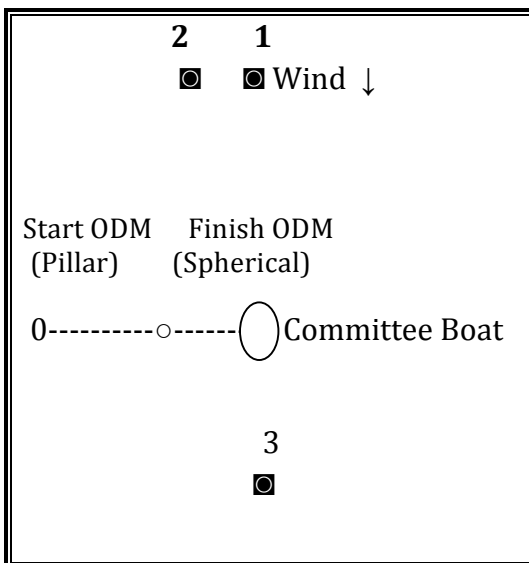 2 1
◙ ◙ Wind ↓
Start ODM Finish ODM
(Pillar) (Spherical)
0----------○------ Committee Boat
3
◙